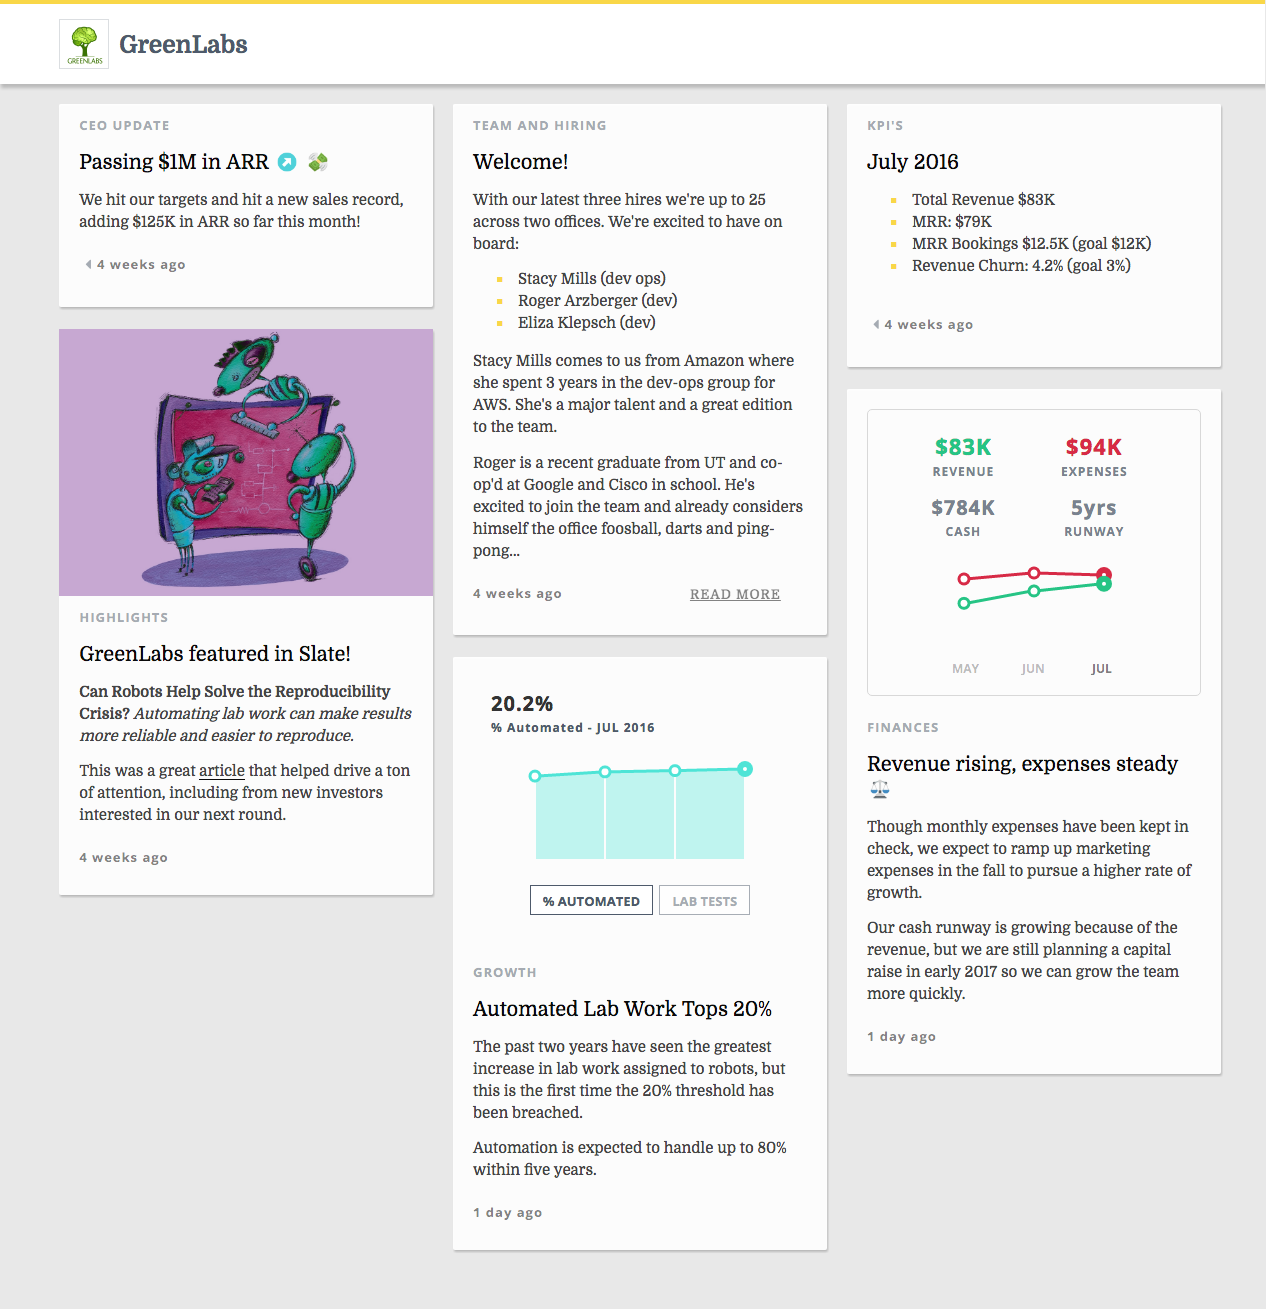 GREENLABS
GreenLabs
CEO UPDATE
Passing $1M in ARR
We hit our targets and hit a new sales record,
adding $125K in ARR so far this month!
4 weeks ago
HIGHLIGHTS
GreenLabs featured in Slate!
Can Robots Help Solve the Reproducibility
Crisis? Automating lab work can make results
more reliable and easier to reproduce.
This was a great article that helped drive a ton
of attention, including from new investors
interested in our next round.
4 weeks ago
TEAM AND HIRING
Welcome!
With our latest three hires we're up to 25
across two offices. We're excited to have on
board:
Stacy Mills (dev ops)
Roger Arzberger (dev)
Eliza Klepsch (dev)
Stacy Mills comes to us from Amazon where
she spent 3 years in the dev-ops group for
AWS. She's a major talent and a great edition
to the team.
Roger is a recent graduate from UT and co-
op'd at Google and Cisco in school. He's
excited to join the team and already considers
himself the office foosball, darts and ping-
pong...
4 weeks ago
READ MORE
20.2%
% Automated - JUL 2016
% AUTOMATED
LAB TESTS
GROWTH
Automated Lab Work Tops 20%
The past two years have seen the greatest
increase in lab work assigned to robots, but
this is the first time the 20% threshold has
been breached.
Automation is expected to handle up to 80%
within five years.
1 day ago
KPI'S
July 2016
Total Revenue $83K
MRR: $79K
MRR Bookings $12.5K (goal $12K)
Revenue Churn: 4.2% (goal 3%)
4 weeks ago
$83K
REVENUE
$94K
EXPENSES
$784K
CASH
5yrs
RUNWAY
MAY
JUN
JUL
FINANCES
Revenue rising, expenses steady
Though monthly expenses have been kept in
check, we expect to ramp up marketing
expenses in the fall to pursue a higher rate of
growth.
Our cash runway is growing because of the
revenue, but we are still planning a capital
raise in early 2017 so we can grow the team
more quickly.
1 day ago